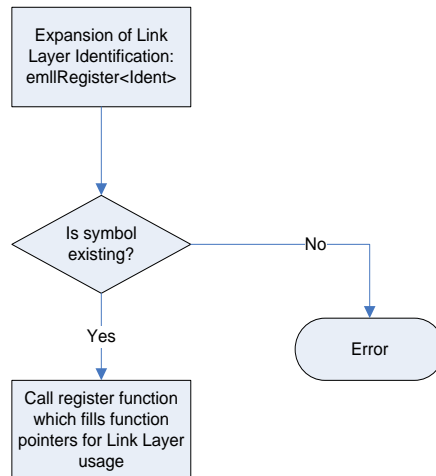 Expansion of Link
Layer Identification:
emllRegister<Ident>
Is symbol
existing?
No
Yes
Error
Call register function
which fills function
pointers for Link Layer
usage